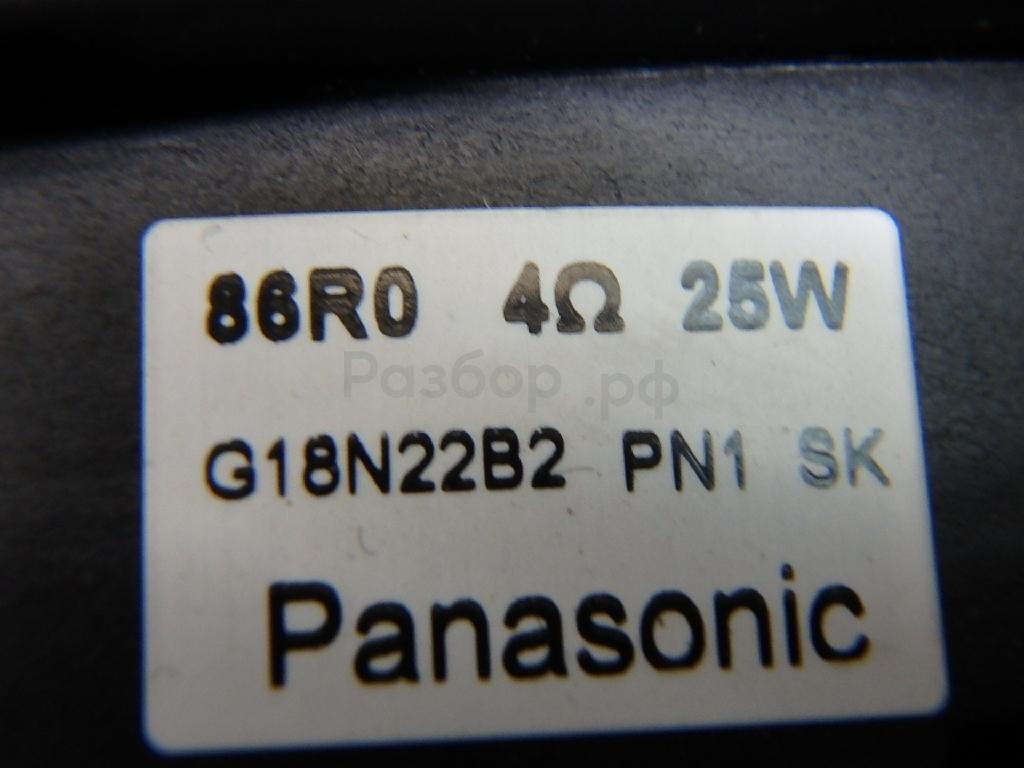 86R0 4Ω 25W
Разбор.рф
G18N22B2 PN1 SK
Panasonic